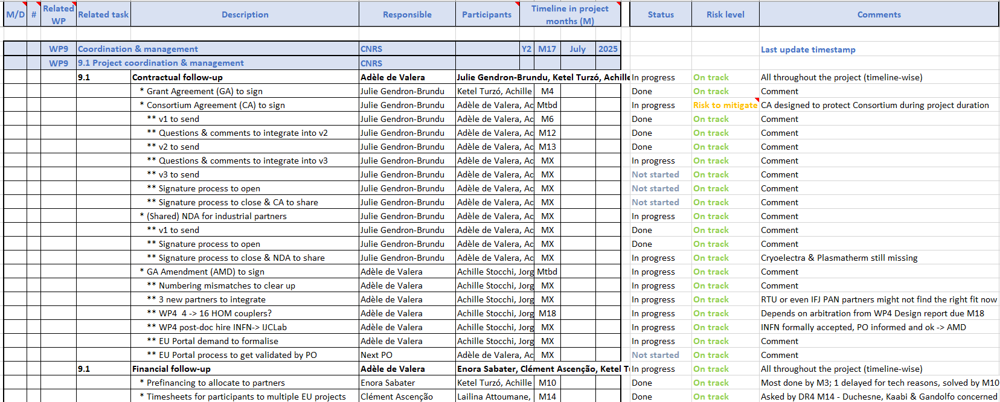 M/D # Related WP Related task Description Responsible Participants Timeline in project months (M) Status Risk level Comments
WP9 Coordination & management CNRS Y2 M17 July 2025 Last update timestamp
WP9 9.1 Project coordination & management CNRS
9.1 Contractual follow-up Adèle de Valera Julie Gendron-Brundu, Ketel Turzó, Achille In progress On track All throughout the project (timeline-wise)
* Grant Agreement (GA) to sign Julie Gendron-Brundu Ketel Turzó, Achille M4 Done On track Comment
* Consortium Agreement (CA) to sign Julie Gendron-Brundu Adèle de Valera, Ac Mtbd In progress Risk to mitigate CA designed to protect Consortium during project duration
** v1 to send Julie Gendron-Brundu Adèle de Valera, Ac M6 Done On track Comment
** Questions & comments to integrate into v2 Julie Gendron-Brundu Adèle de Valera, Ac M12 Done On track Comment
** v2 to send Julie Gendron-Brundu Adèle de Valera, Ac M13 Done On track Comment
** Questions & comments to integrate into v3 Julie Gendron-Brundu Adèle de Valera, Ac MX In progress On track Comment
** v3 to send Julie Gendron-Brundu Adèle de Valera, Ac MX Not started On track Comment
** Signature process to open Julie Gendron-Brundu Adèle de Valera, Ac MX Not started On track Comment
** Signature process to close & CA to share Julie Gendron-Brundu Adèle de Valera, Ac MX Not started On track Comment
* (Shared) NDA for industrial partners Julie Gendron-Brundu Adèle de Valera, Ac MX In progress On track Comment
** v1 to send Julie Gendron-Brundu Adèle de Valera, Ac MX Done On track Comment
** Signature process to open Julie Gendron-Brundu Adèle de Valera, Ac MX Done On track Comment
** Signature process to close & NDA to share Julie Gendron-Brundu Adèle de Valera, Ac MX In progress On track Cryoelectra & Plasmatherm still missing
* GA Amendment (AMD) to sign Adèle de Valera Achille Stocchi, Jorg Mtbd In progress On track Comment
** Numbering mismatches to clear up Adèle de Valera Achille Stocchi, Jorg MX In progress On track Comment
** 3 new partners to integrate Adèle de Valera Achille Stocchi, Jorg MX In progress On track RTU or even IFJ PAN partners might not find the right fit now
** WP4 4 -> 16 HOM couplers? Adèle de Valera Achille Stocchi, Jorg M18 In progress On track Depends on arbitration from WP4 Design report due M18
** WP4 post-doc hire INFN-> IJCLab Adèle de Valera Achille Stocchi, Jorg MX In progress On track INFN formally accepted, PO informed and ok -> AMD
** EU Portal demand to formalise Adèle de Valera Achille Stocchi, Jorg MX In progress On track Comment
** EU Portal process to get validated by PO Next PO Adèle de Valera, Ac MX Not started On track Comment
9.1 Financial follow-up Adèle de Valera Enora Sabater, Clément Ascenção, Ketel T In progress On track All throughout the project (timeline-wise)
* Prefinancing to allocate to partners Enora Sabater Ketel Turzó, Achille M10 Done On track Most done by M3; 1 delayed for tech reasons, solved by M10
* Timesheets for participants to multiple EU projects Clément Ascenção Lailina Attoumane, M14 Done On track Asked by DR4 M14 - Duchesne, Kaabi & Gandolfo concerned